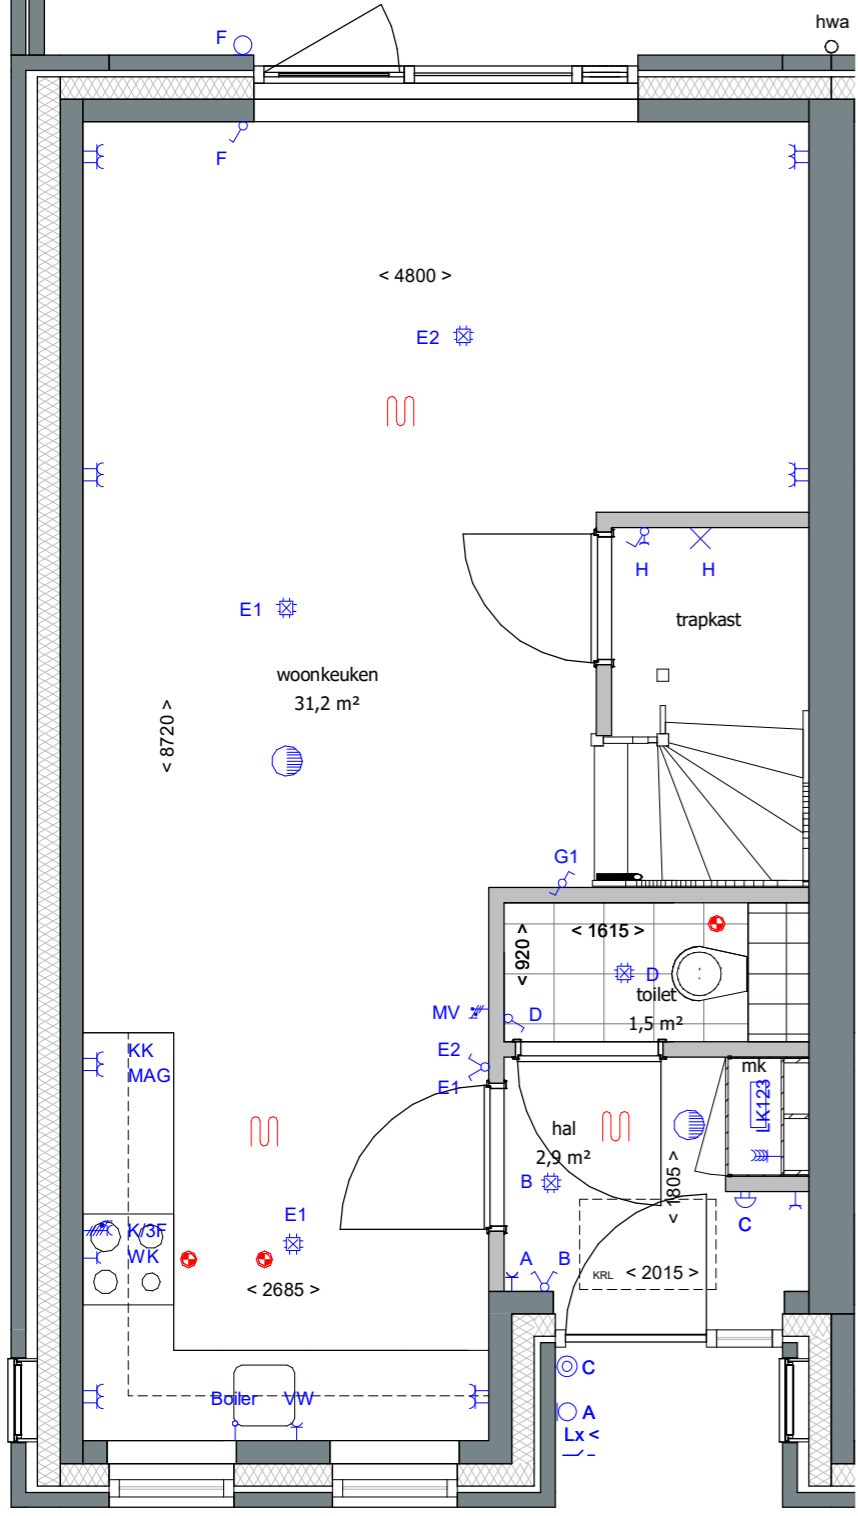 hwa
F
F
< 4800 >
E2
H
H
E1
trapkast
woonkeuken
31,2 m²
< 8720 >
G1
< 920 >
< 1615 >
D
toilet
MV
D
1,5 m²
E2
KK
MAG
E1
mk
LK123
hal
2,9 m²
< 1805 >
B
C
E1
K/3F
WK
A
B
KRL
< 2015 >
< 2685 >
C
Boiler
VW
A
Lx <